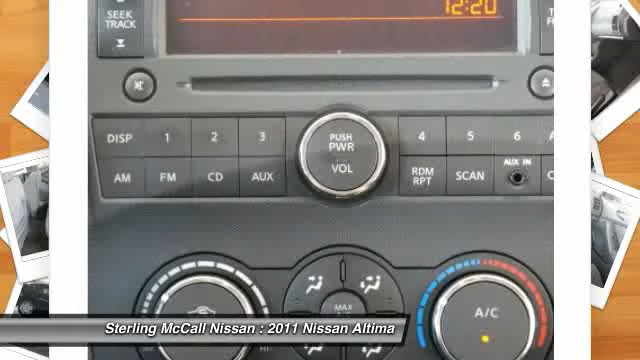 12:20
SEEK
TRACK
DISP 1 2 3
PUSH
PWR
VOL
4 5 6
AM FM CD AUX
RDM
RPT
SCAN
AUX IN
MAX
A/C
A/C
Sterling McCall Nissan : 2011 Nissan Altima